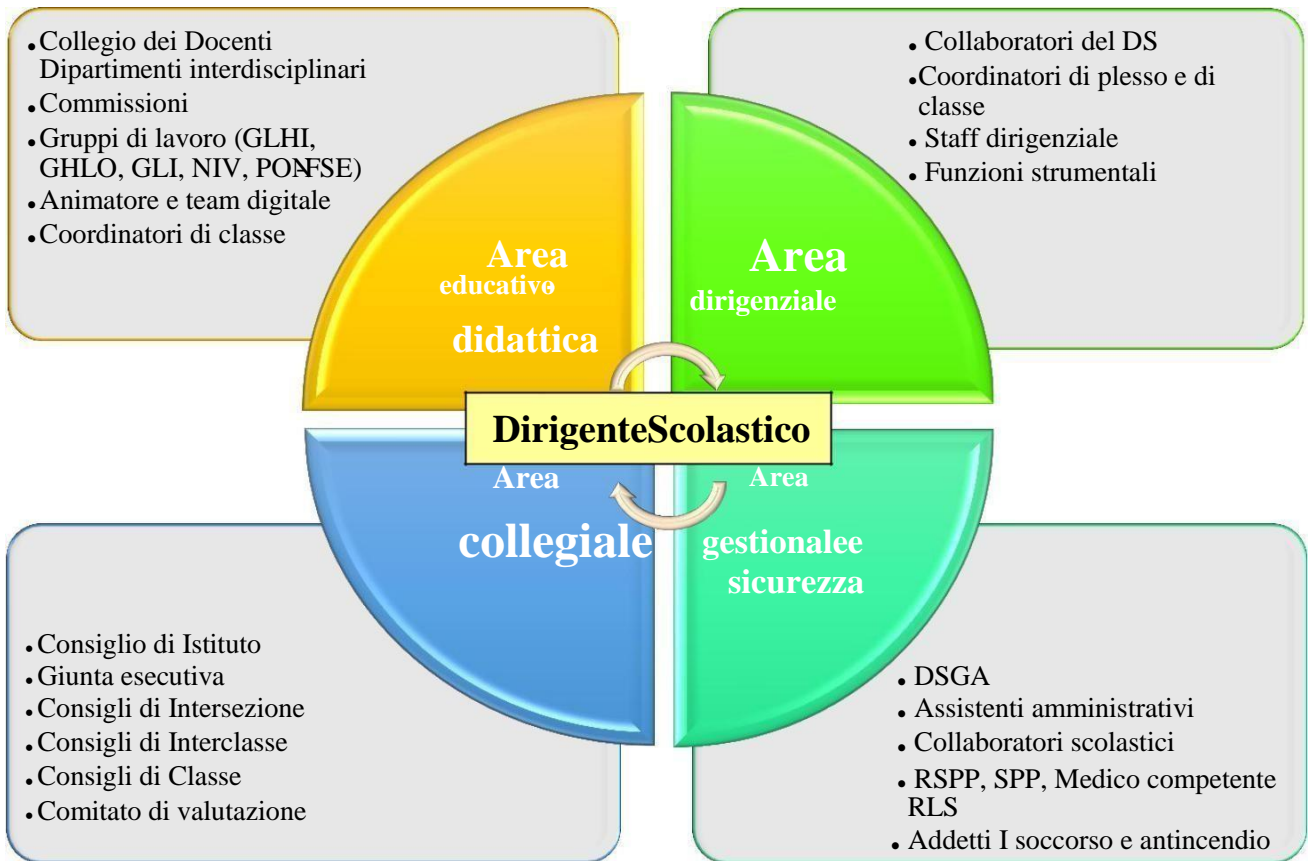 •Collegio dei Docenti
Dipartimenti interdisciplinari
•Commissioni
•Gruppi di lavoro (GLHI,
GHLO, GLI, NIV, PON-FSE)
•Animatore e team digitale
•Coordinatori di classe
• Collaboratori del DS
•Coordinatori di plesso e di
classe
• Staff dirigenziale
• Funzioni strumentali
Area
educativo-
didattica
Area
dirigenziale
DirigenteScolastico
Area
collegiale
Area
gestionalee
sicurezza
•Consiglio di Istituto
•Giunta esecutiva
•Consigli di Intersezione
•Consigli di Interclasse
•Consigli di Classe
•Comitato di valutazione
• DSGA
• Assistenti amministrativi
• Collaboratori scolastici
• RSPP, SPP, Medico competente
RLS
• Addetti I soccorso e antincendio